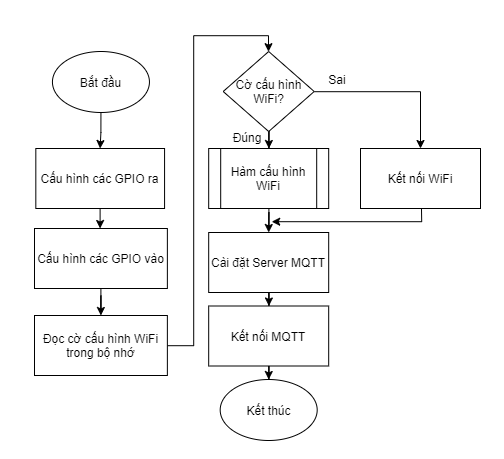 Bắt đầu
Cấu hình các GPIO ra
Cấu hình các GPIO vào
Đọc cờ cấu hình WiFi
trong bộ nhớ
Cờ cấu hình
WiFi?
Sai
Đúng
Hàm cấu hình
WiFi
Kết nối WiFi
Cài đặt Server MQTT
Kết nối MQTT
Kết thúc